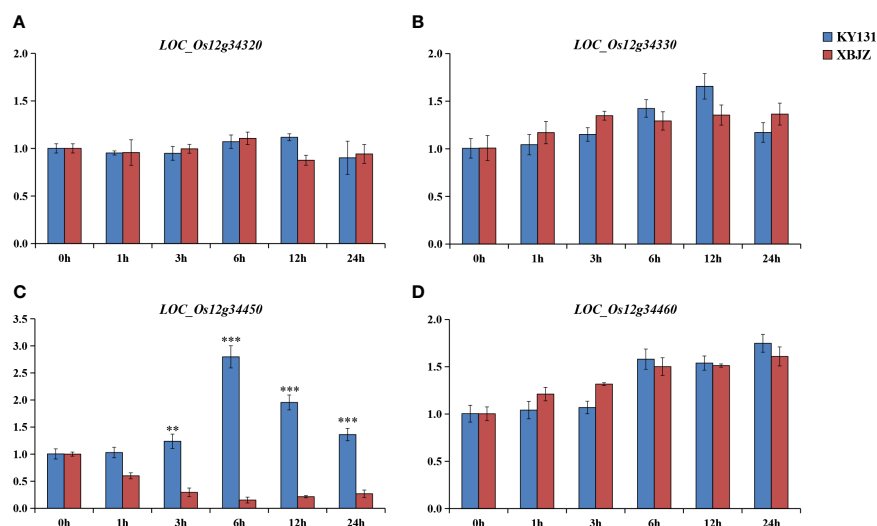 A
LOC_Os12g34320
2.0
1.5
1.0
0.5
0.0
0h 1h 3h 6h 12h 24h
B
LOC_Os12g34330
2.0
1.5
1.0
0.5
0.0
0h 1h 3h 6h 12h 24h
KY131
XBJZ
C
LOC_Os12g34450
3.5
3.0
2.5
2.0
1.5
1.0
0.5
0.0
** *** *** ***
0h 1h 3h 6h 12h 24h
D
LOC_Os12g34460
2.0
1.5
1.0
0.5
0.0
0h 1h 3h 6h 12h 24h